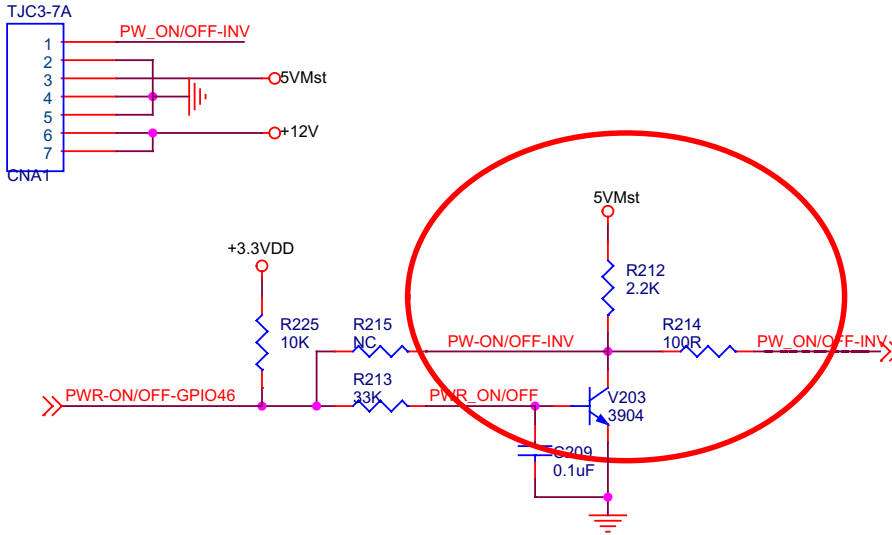 TJC3-7A
PW_ON/OFF-INV
1
2
3
4
5
6
7
5VMst
+12V
CNA1
5VMst
+3.3VDD
R212
2.2K
R225
10K
R215
NC
PW-ON/OFF-INV
R214
100R
PW_ON/OFF-INV
PWR-ON/OFF-GPIO46
R213
33K
PWR_ON/OFF
V203
3904
C209
0.1uF